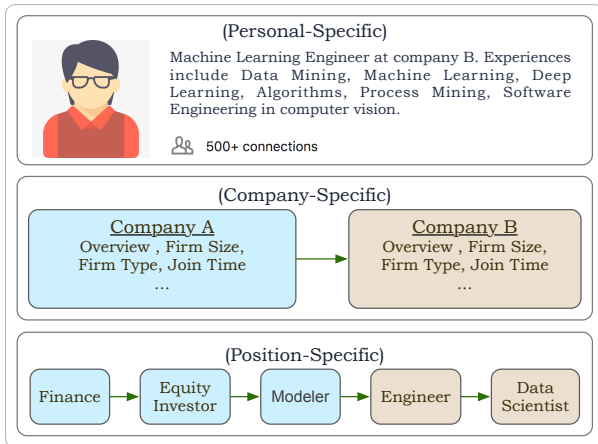 (Personal-Specific)
Machine Learning Engineer at company B. Experiences
include Data Mining, Machine Learning, Deep
Learning, Algorithms, Process Mining, Software
Engineering in computer vision.
500+ connections
(Company-Specific)
Company A
Overview , Firm Size,
Firm Type, Join Time
...
Company B
Overview , Firm Size,
Firm Type, Join Time
...
(Position-Specific)
Finance
Equity
Investor
Modeler
Engineer
Data
Scientist